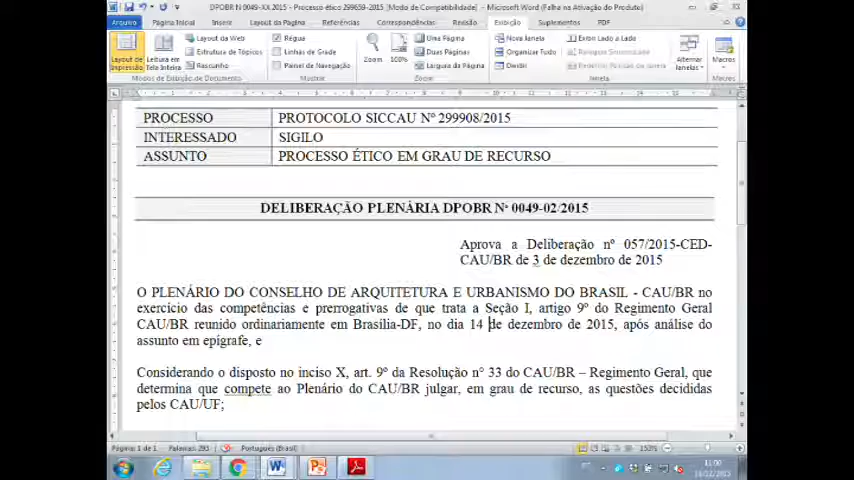 DPOBR N 0049-XX.2015 - Processo ético 299659-2015 [Modo de Compatibilidade] - Microsoft Word (Falha na Ativação do Produto)
Arquivo Página Inicial Inserir Layout da Página Referências Correspondências Revisão Exibição Suplementos PDF
Layout de Impressão
Leitura em Tela Inteira
Layout da Web
Estrutura de Tópicos
Rascunho
Modos de Exibição de Documento
Régua
Linhas de Grade
Painel de Navegação
Mostrar
Zoom
100%
Uma Página
Duas Páginas
Largura da Página
Zoom
Nova Janela
Organizar Tudo
Dividir
Exibir Lado a Lado
Janela
Alternar Janelas
Macros
Macros
PROCESSO PROTOCOLO SICCAU Nº 299908/2015
INTERESSADO SIGILO
ASSUNTO PROCESSO ÉTICO EM GRAU DE RECURSO
DELIBERAÇÃO PLENÁRIA DPOBR Nº 0049-02/2015
Aprova a Deliberação nº 057/2015-CED-
CAU/BR de 3 de dezembro de 2015
O PLENÁRIO DO CONSELHO DE ARQUITETURA E URBANISMO DO BRASIL - CAU/BR no
exercício das competências e prerrogativas de que trata a Seção I, artigo 9º do Regimento Geral
CAU/BR reunido ordinariamente em Brasília-DF, no dia 14 de dezembro de 2015, após análise do
assunto em epígrafe, e
Considerando o disposto no inciso X, art. 9º da Resolução n° 33 do CAU/BR – Regimento Geral, que
determina que compete ao Plenário do CAU/BR julgar, em grau de recurso, as questões decididas
pelos CAU/UF;
Página: 1 de 1 Palavras: 293 Português (Brasil) 150%
11:00